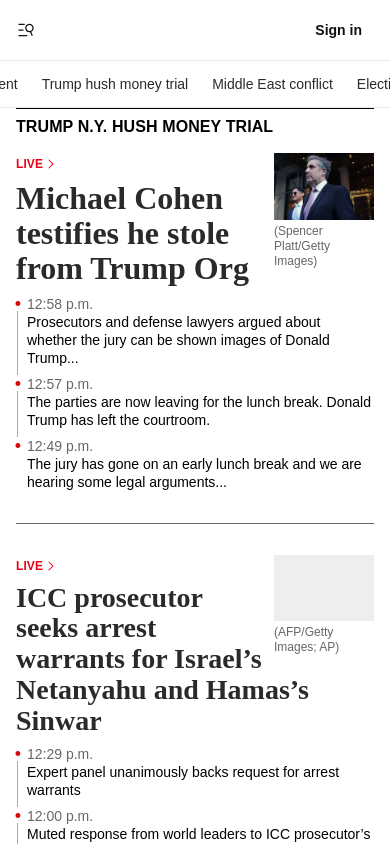 Sign in
ent Trump hush money trial Middle East conflict Electi
TRUMP N.Y. HUSH MONEY TRIAL
LIVE
Michael Cohen
testifies he stole
from Trump Org
(Spencer
Platt/Getty
Images)
12:58 p.m.
Prosecutors and defense lawyers argued about
whether the jury can be shown images of Donald
Trump...
12:57 p.m.
The parties are now leaving for the lunch break. Donald
Trump has left the courtroom.
12:49 p.m.
The jury has gone on an early lunch break and we are
hearing some legal arguments...
LIVE
ICC prosecutor
seeks arrest
warrants for Israel’s
Netanyahu and Hamas’s
Sinwar
(AFP/Getty
Images; AP)
12:29 p.m.
Expert panel unanimously backs request for arrest
warrants
12:00 p.m.
Muted response from world leaders to ICC prosecutor’s